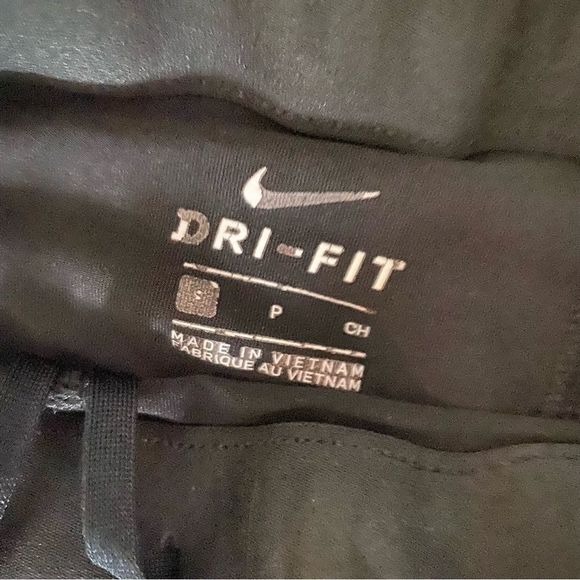 DRI-FIT
S P CH
MADE IN VIETNAM
FABRIQUE AU VIETNAM